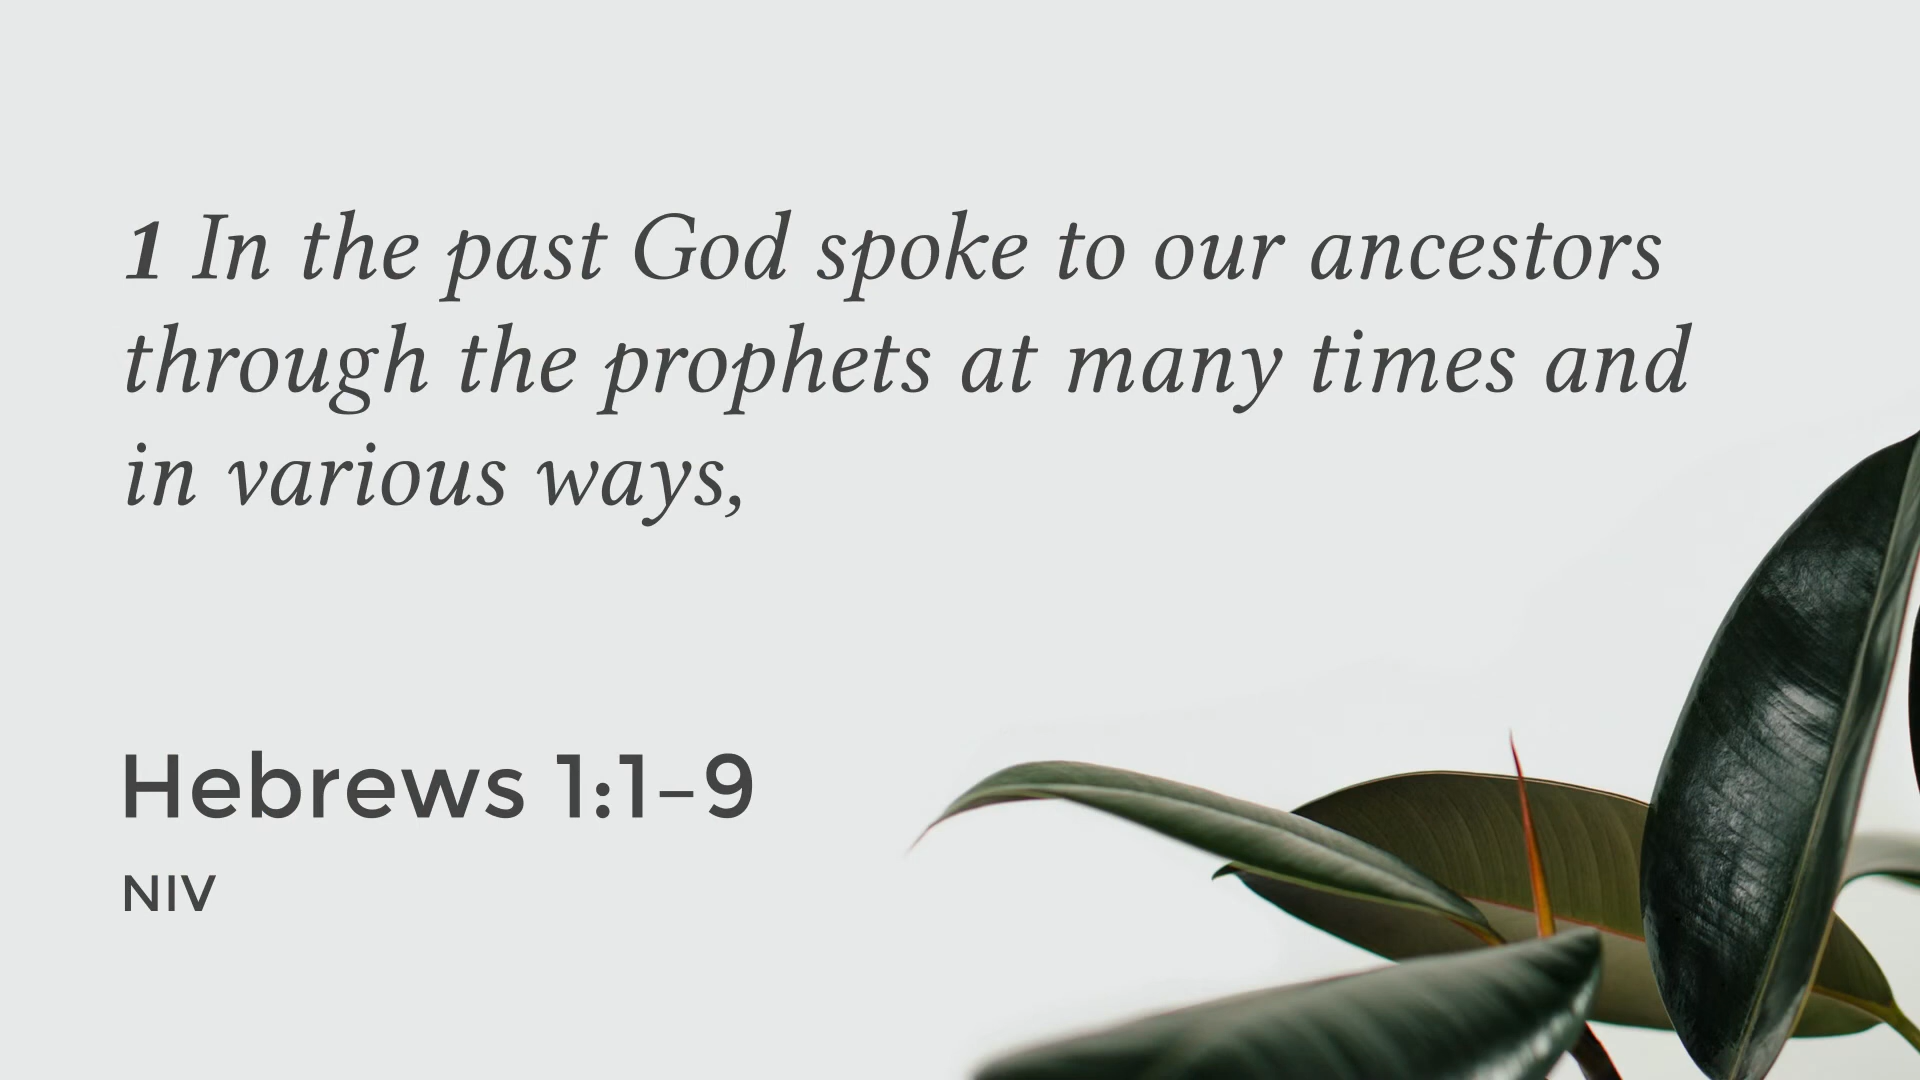 1 In the past God spoke to our ancestors
through the prophets at many times and
in various ways,
Hebrews 1:1–9
NIV